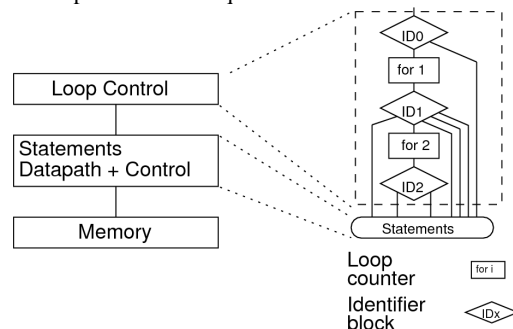 Loop Control
Statements
Datapath + Control
Memory
ID0
for 1
ID1
for 2
ID2
Statements
Loop
counter
for i
Identifier
block
IDx